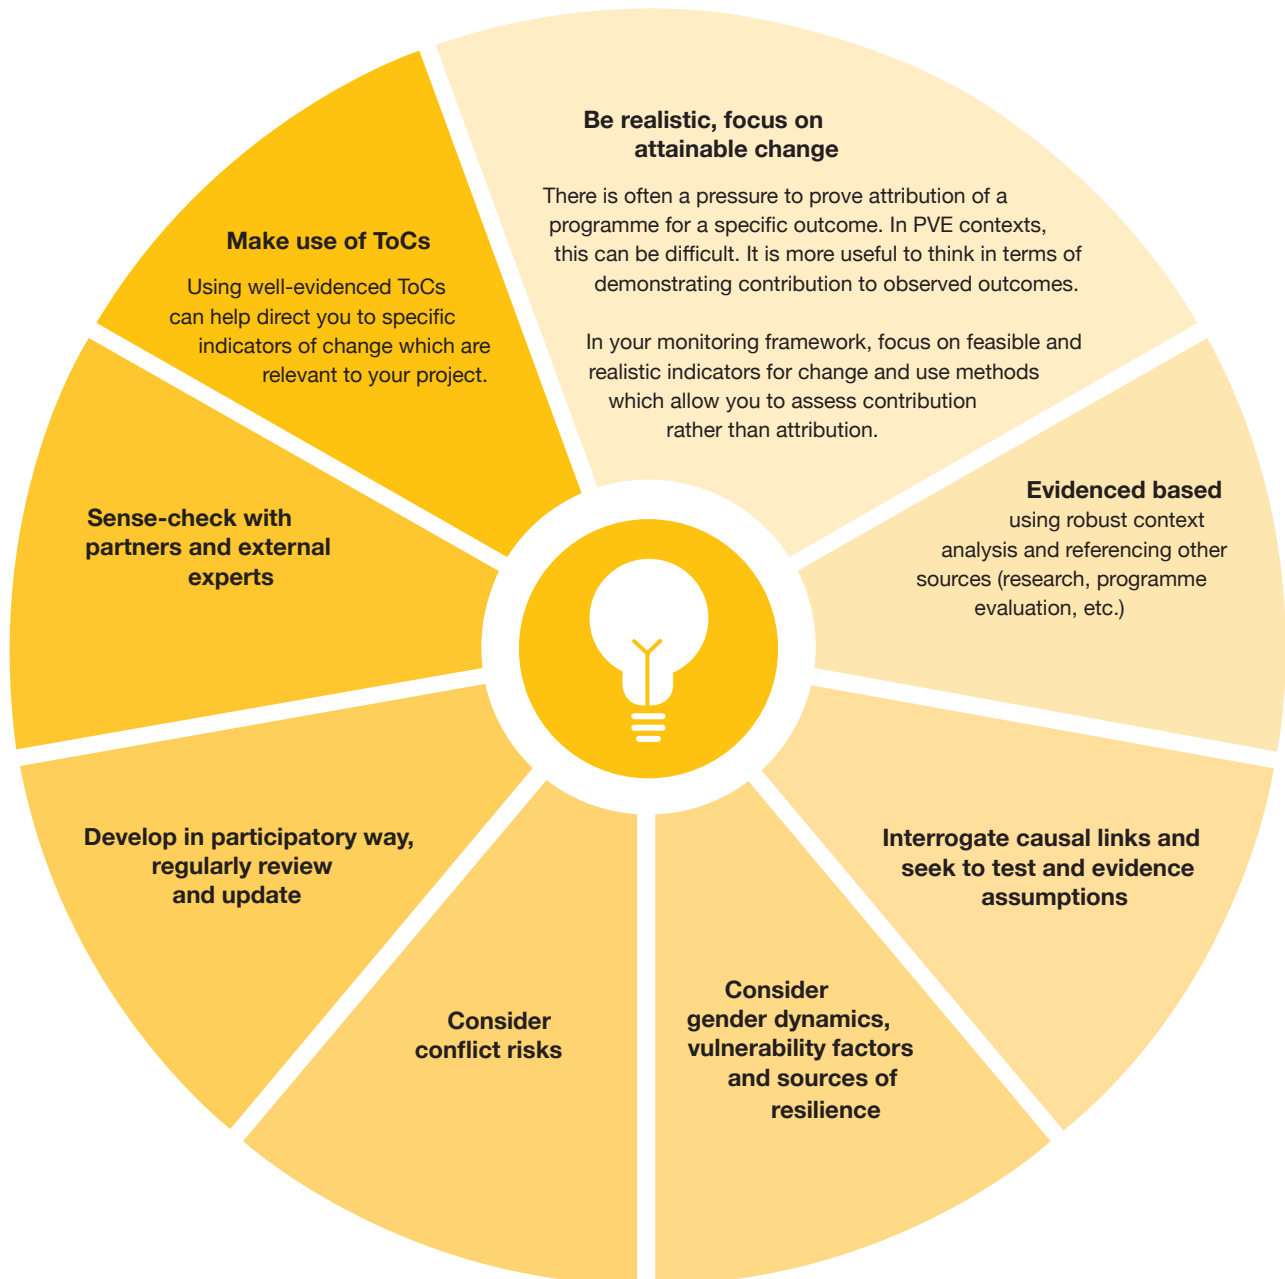 Be realistic, focus on
attainable change
There is often a pressure to prove attribution of a
programme for a specific outcome. In PVE contexts,
this can be difficult. It is more useful to think in terms of
demonstrating contribution to observed outcomes.
In your monitoring framework, focus on feasible and
realistic indicators for change and use methods
which allow you to assess contribution
rather than attribution.
Evidenced based
using robust context
analysis and referencing other
sources (research, programme
evaluation, etc.)
Interrogate causal links and
seek to test and evidence
assumptions
Consider
gender dynamics,
vulnerability factors
and sources of
resilience
Consider
conflict risks
Develop in participatory way,
regularly review
and update
Sense-check with
partners and external
experts
Make use of ToCs
Using well-evidenced ToCs
can help direct you to specific
indicators of change which are
relevant to your project.